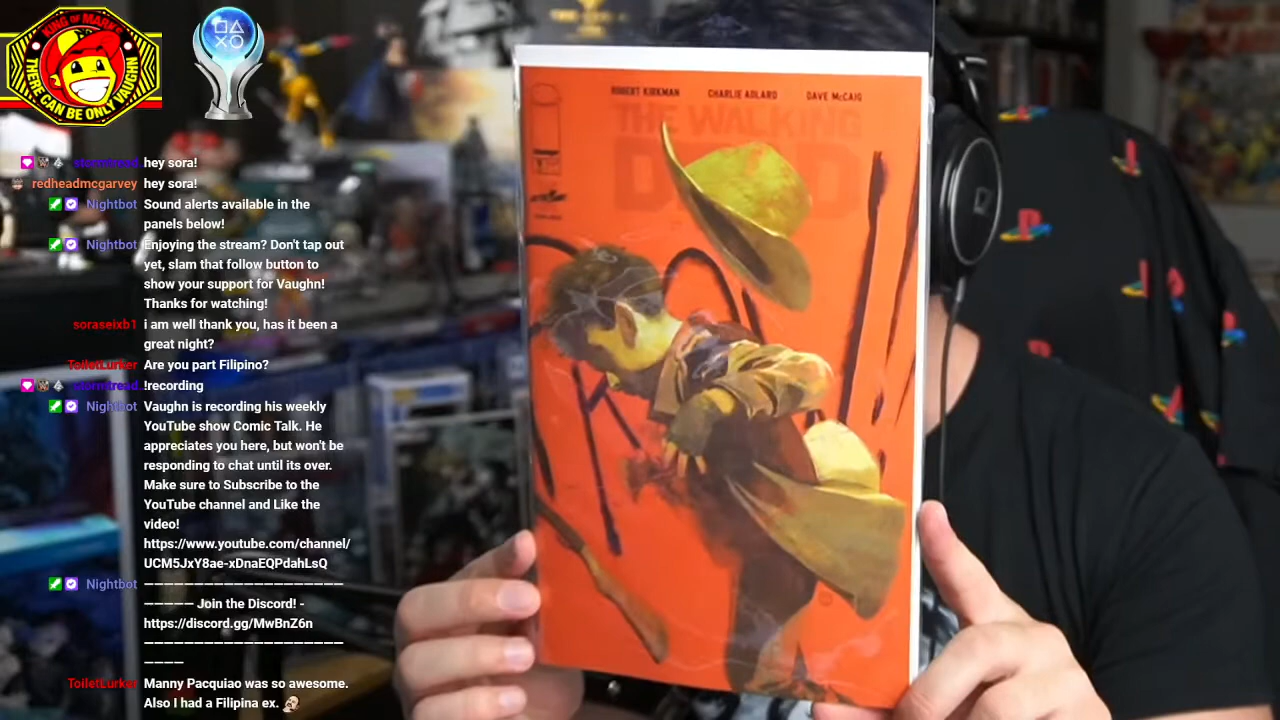 KING OF MARKS
THERE CAN BE ONLY VAUGHN
stormtread hey sora!
redheadmcgarvey hey sora!
Nightbot Sound alerts available in the
panels below!
Nightbot Enjoying the stream? Don't tap out
yet, slam that follow button to
show your support for Vaughn!
Thanks for watching!
soraseixb1 i am well thank you, has it been a
great night?
ToiletLurker Are you part Filipino?
stormtread !recording
Nightbot Vaughn is recording his weekly
YouTube show Comic Talk. He
appreciates you here, but won't be
responding to chat until its over.
Make sure to Subscribe to the
YouTube channel and Like the
video!
https://www.youtube.com/channel/
UCM5JxY8ae-xDnaEQPdahLsQ
Nightbot ————————————————————
————— Join the Discord! -
https://discord.gg/MwBnZ6n
————————————————————
————
ToiletLurker Manny Pacquiao was so awesome.
Also I had a Filipina ex.
ROBERT KIRKMAN CHARLIE ADLARD DAVE McCAIG
THE WALKING
DEAD